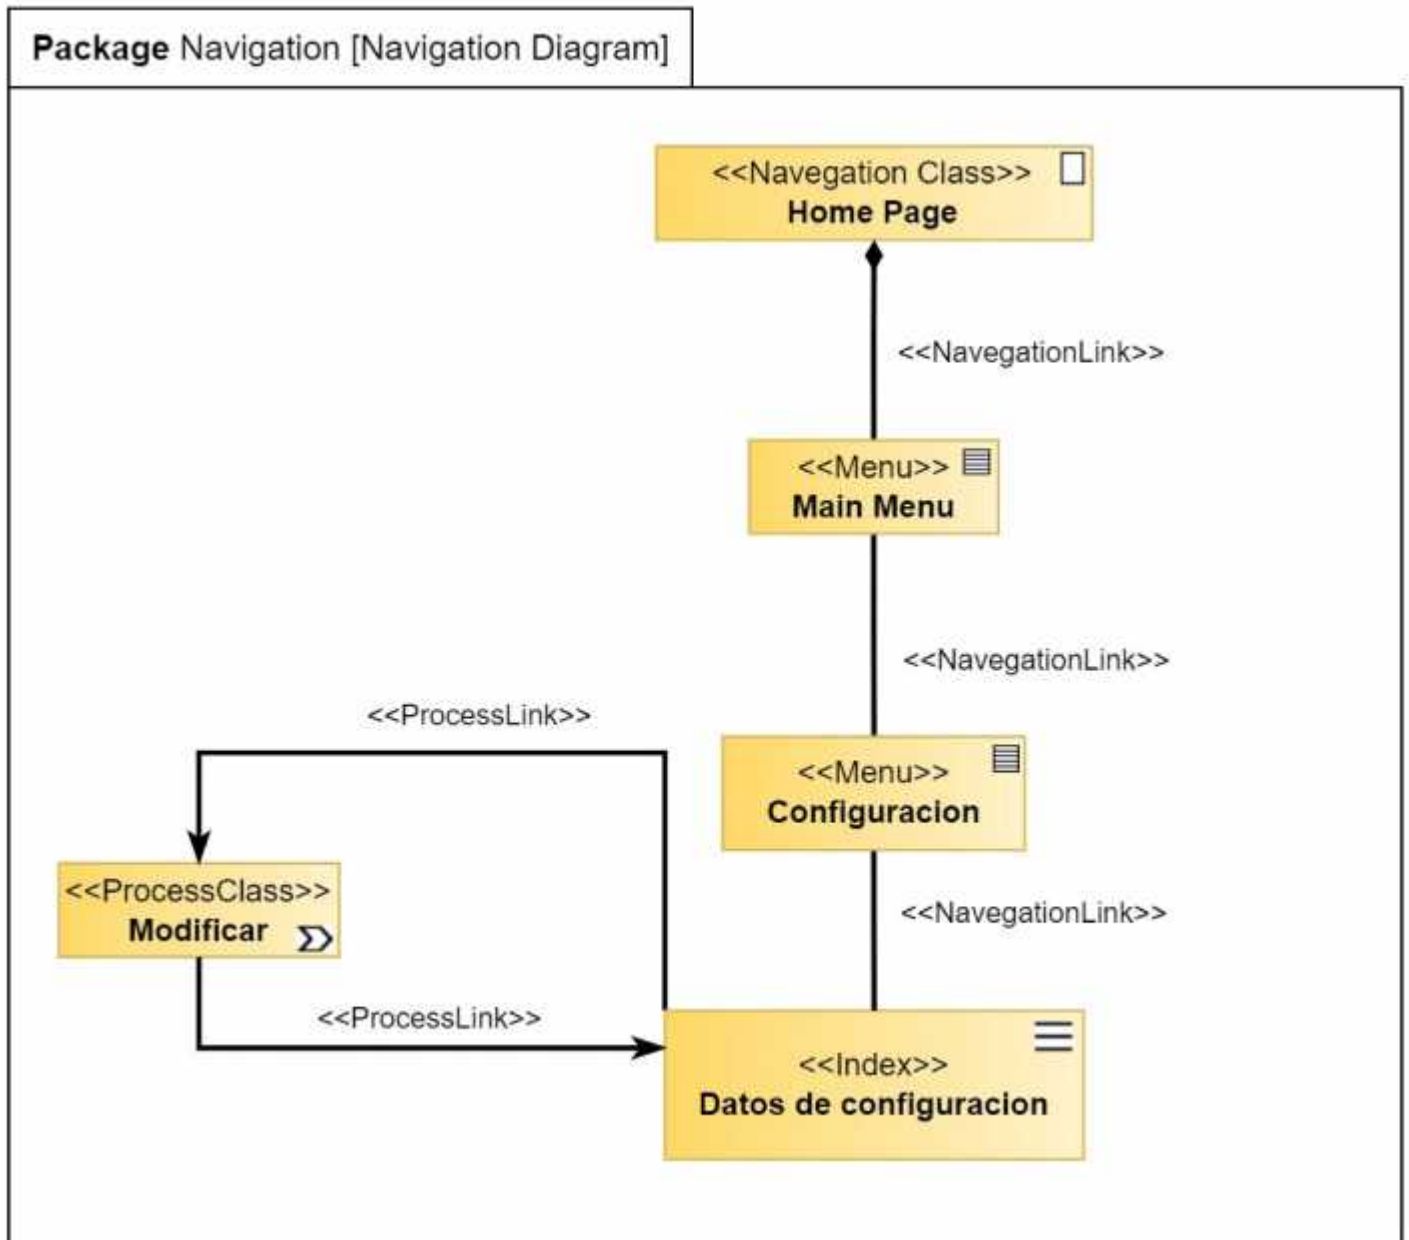 Package Navigation [Navigation Diagram]
<<Navegation Class>>
Home Page
<<NavegationLink>>
<<Menu>>
Main Menu
<<NavegationLink>>
<<ProcessLink>>
<<Menu>>
Configuracion
<<ProcessClass>>
Modificar
<<NavegationLink>>
<<ProcessLink>>
<<Index>>
Datos de configuracion